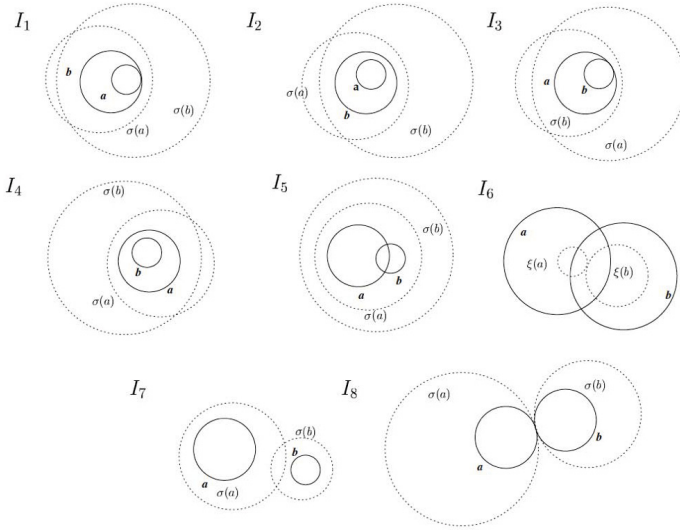 I₁ I₂ I₃
b a σ(a) σ(b)
σ(a) a b σ(b)
a b σ(b) σ(a)
I₄ I₅ I₆
σ(b) b a σ(a)
σ(b) b a σ(a)
a ξ(a) ξ(b) b
I₇ I₈
σ(b) b a σ(a)
σ(a) σ(b) b a